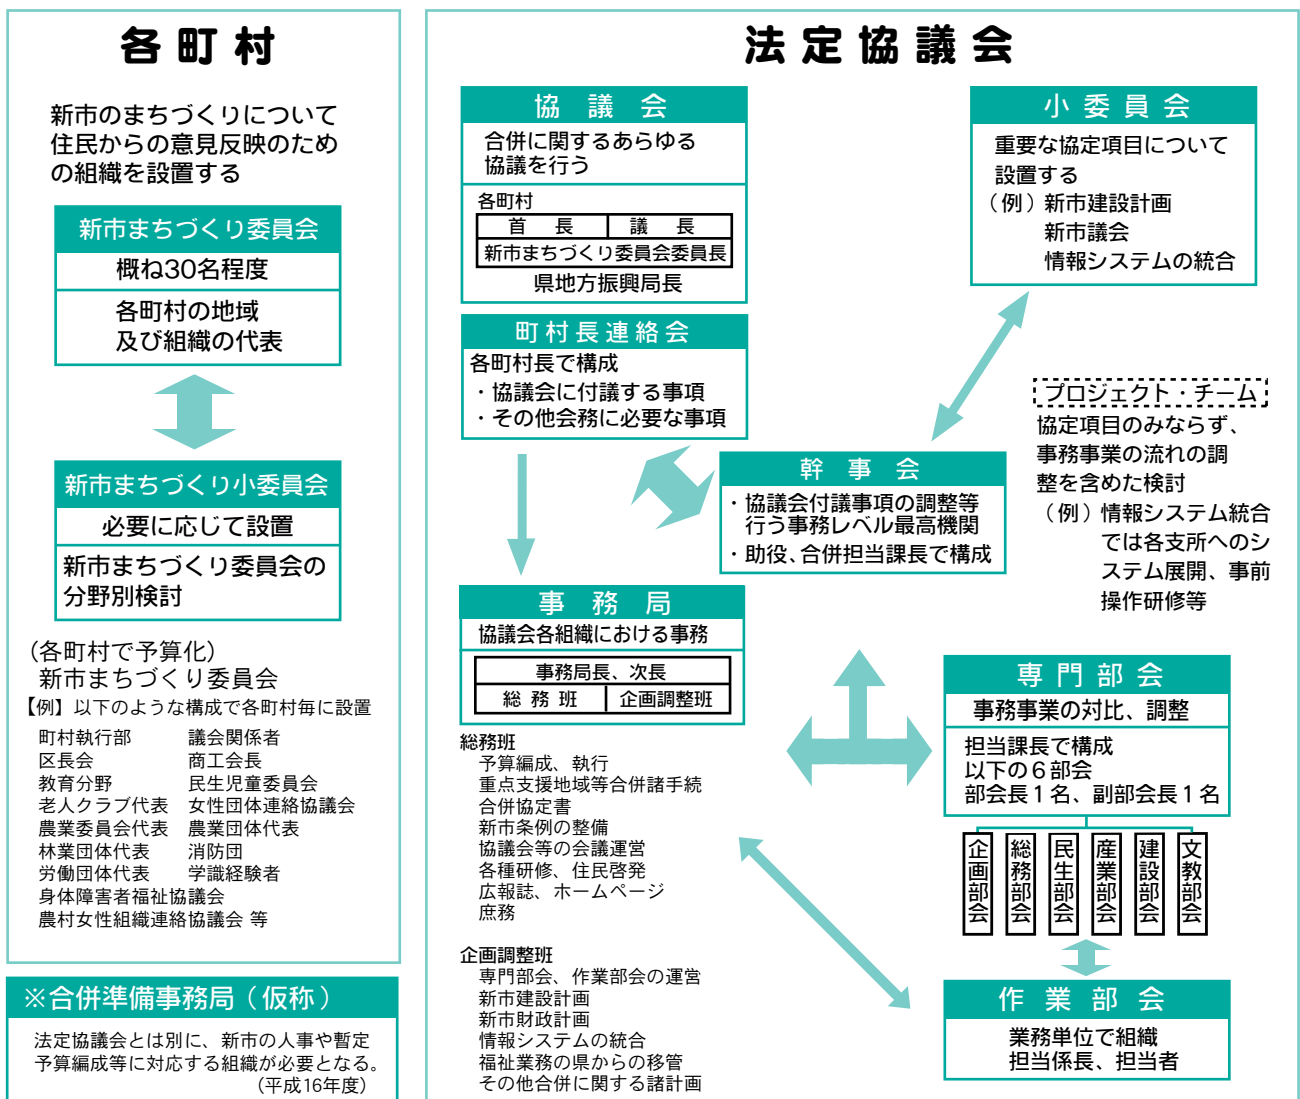 各町村
新市のまちづくりについて
住民からの意見反映のため
の組織を設置する
新市まちづくり委員会
概ね30名程度
各町村の地域
及び組織の代表
新市まちづくり小委員会
必要に応じて設置
新市まちづくり委員会の
分野別検討
(各町村で予算化)
新市まちづくり委員会
【例】以下のような構成で各町村毎に設置
町村執行部　議会関係者
区長会　商工会長
教育分野　民生児童委員会
老人クラブ代表　女性団体連絡協議会
農業委員会代表　農業団体代表
林業団体代表　消防団
労働団体代表　学識経験者
身体障害者福祉協議会
農村女性組織連絡協議会 等
※合併準備事務局（仮称）
法定協議会とは別に、新市の人事や暫定
予算編成等に対応する組織が必要となる。
(平成16年度)
法定協議会
協議会
合併に関するあらゆる
協議を行う
各町村
首長　議長
新市まちづくり委員会委員長
県地方振興局長
町村長連絡会
各町村長で構成
・協議会に付議する事項
・その他会務に必要な事項
小委員会
重要な協定項目について
設置する
（例）新市建設計画
新市議会
情報システムの統合
プロジェクト・チーム
協定項目のみならず、
事務事業の流れの調
整を含めた検討
（例）情報システム統合
では各支所へのシ
ステム展開、事前
操作研修等
幹事会
・協議会付議事項の調整等
行う事務レベル最高機関
・助役、合併担当課長で構成
事務局
協議会各組織における事務
事務局長、次長
総務班　企画調整班
総務班
予算編成、執行
重点支援地域等合併諸手続
合併協定書
新市条例の整備
協議会等の会議運営
各種研修、住民啓発
広報誌、ホームページ
庶務
企画調整班
専門部会、作業部会の運営
新市建設計画
新市財政計画
情報システムの統合
福祉業務の県からの移管
その他合併に関する諸計画
専門部会
事務事業の対比、調整
担当課長で構成
以下の６部会
部会長１名、副部会長１名
企画部会
総務部会
民生部会
産業部会
建設部会
文教部会
作業部会
業務単位で組織
担当係長、担当者